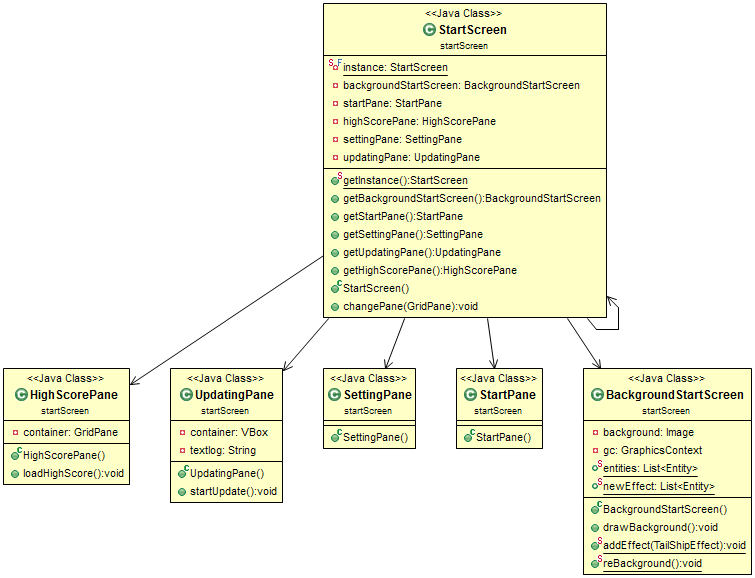 <<Java Class>>
StartScreen
startScreen
instance: StartScreen
backgroundStartScreen: BackgroundStartScreen
startPane: StartPane
highScorePane: HighScorePane
settingPane: SettingPane
updatingPane: UpdatingPane
getInstance():StartScreen
getBackgroundStartScreen():BackgroundStartScreen
getStartPane():StartPane
getSettingPane():SettingPane
getUpdatingPane():UpdatingPane
getHighScorePane():HighScorePane
StartScreen()
changePane(GridPane):void
<<Java Class>>
HighScorePane
startScreen
container: GridPane
HighScorePane()
loadHighScore():void
<<Java Class>>
UpdatingPane
startScreen
container: VBox
textlog: String
UpdatingPane()
startUpdate():void
<<Java Class>>
SettingPane
startScreen
SettingPane()
<<Java Class>>
StartPane
startScreen
StartPane()
<<Java Class>>
BackgroundStartScreen
startScreen
background: Image
gc: GraphicsContext
entities: List<Entity>
newEffect: List<Entity>
BackgroundStartScreen()
drawBackground():void
addEffect(TailShipEffect):void
reBackground():void